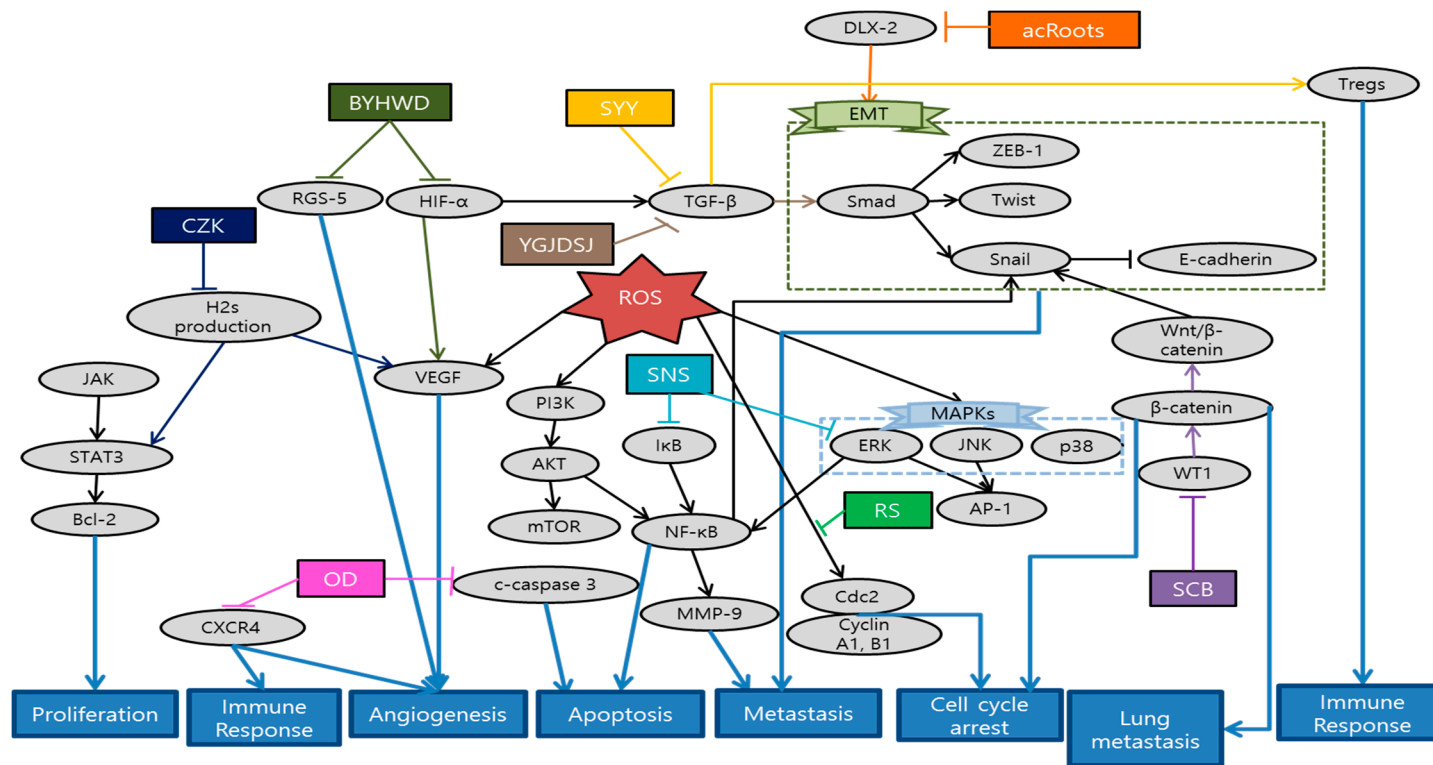 DLX-2
acRoots
Tregs
BYHWD
SYY
EMT
ZEB-1
RGS-5
HIF-α
TGF-β
Smad
Twist
CZK
YGJDSJ
Snail
E-cadherin
ROS
H2s
production
Wnt/β-
catenin
JAK
VEGF
SNS
PI3K
MAPKs
β-catenin
IκB
ERK
JNK
p38
STAT3
AKT
WT1
Bcl-2
mTOR
NF-κB
RS
AP-1
OD
c-caspase 3
SCB
CXCR4
MMP-9
Cdc2
Cyclin
A1, B1
Proliferation
Immune
Response
Angiogenesis
Apoptosis
Metastasis
Cell cycle
arrest
Lung
metastasis
Immune
Response